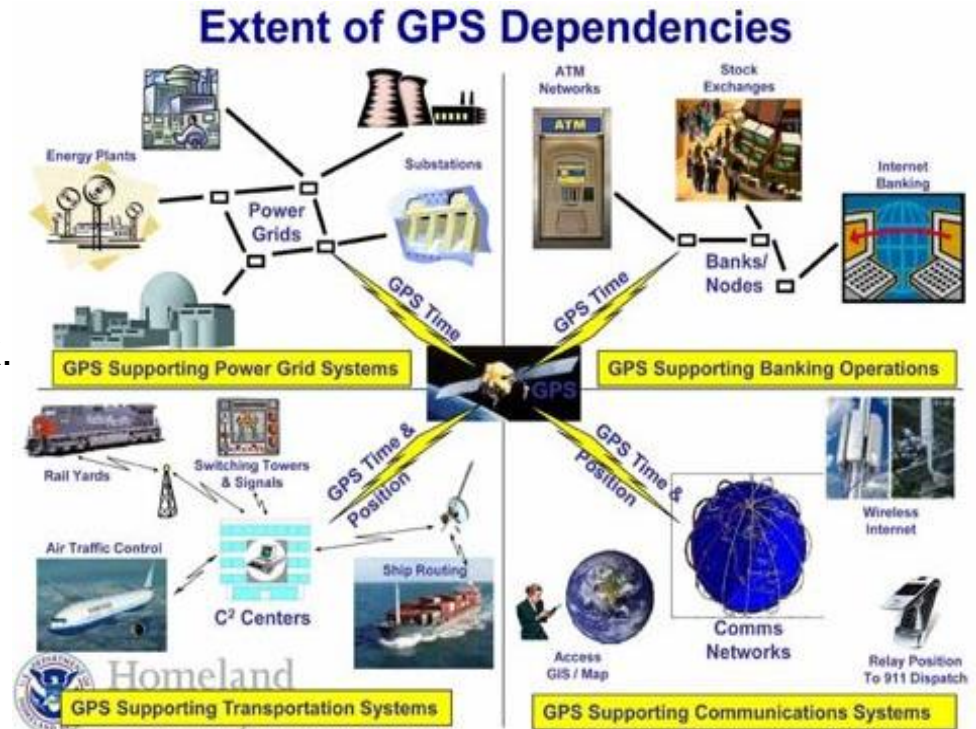 Extent of GPS Dependencies
Energy Plants
Substations
Power
Grids
GPS Time
GPS Supporting Power Grid Systems
ATM
Networks
ATM
Stock
Exchanges
Internet
Banking
Banks/
Nodes
GPS Time
GPS Supporting Banking Operations
GPS
Rail Yards
Switching Towers
& Signals
GPS Time &
Position
Air Traffic Control
C² Centers
Ship Routing
Homeland
GPS Supporting Transportation Systems
GPS Time &
Position
Wireless
Internet
Access
GIS / Map
Comms
Networks
Relay Position
To 911 Dispatch
GPS Supporting Communications Systems